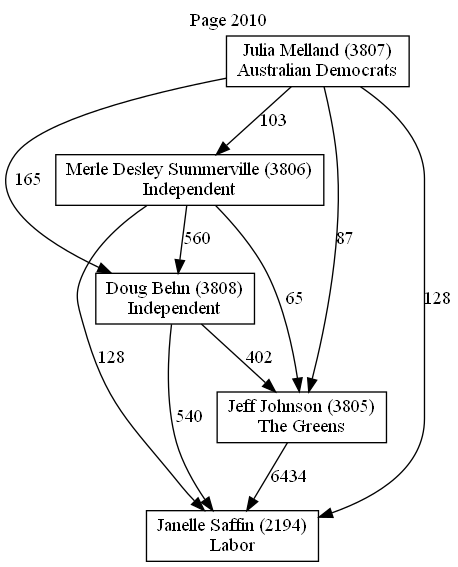 Page 2010
Julia Melland (3807)
Australian Democrats
103
Merle Desley Summerville (3806)
Independent
165
560
87
Doug Behn (3808)
Independent
65
128
128
402
Jeff Johnson (3805)
The Greens
540
6434
Janelle Saffin (2194)
Labor